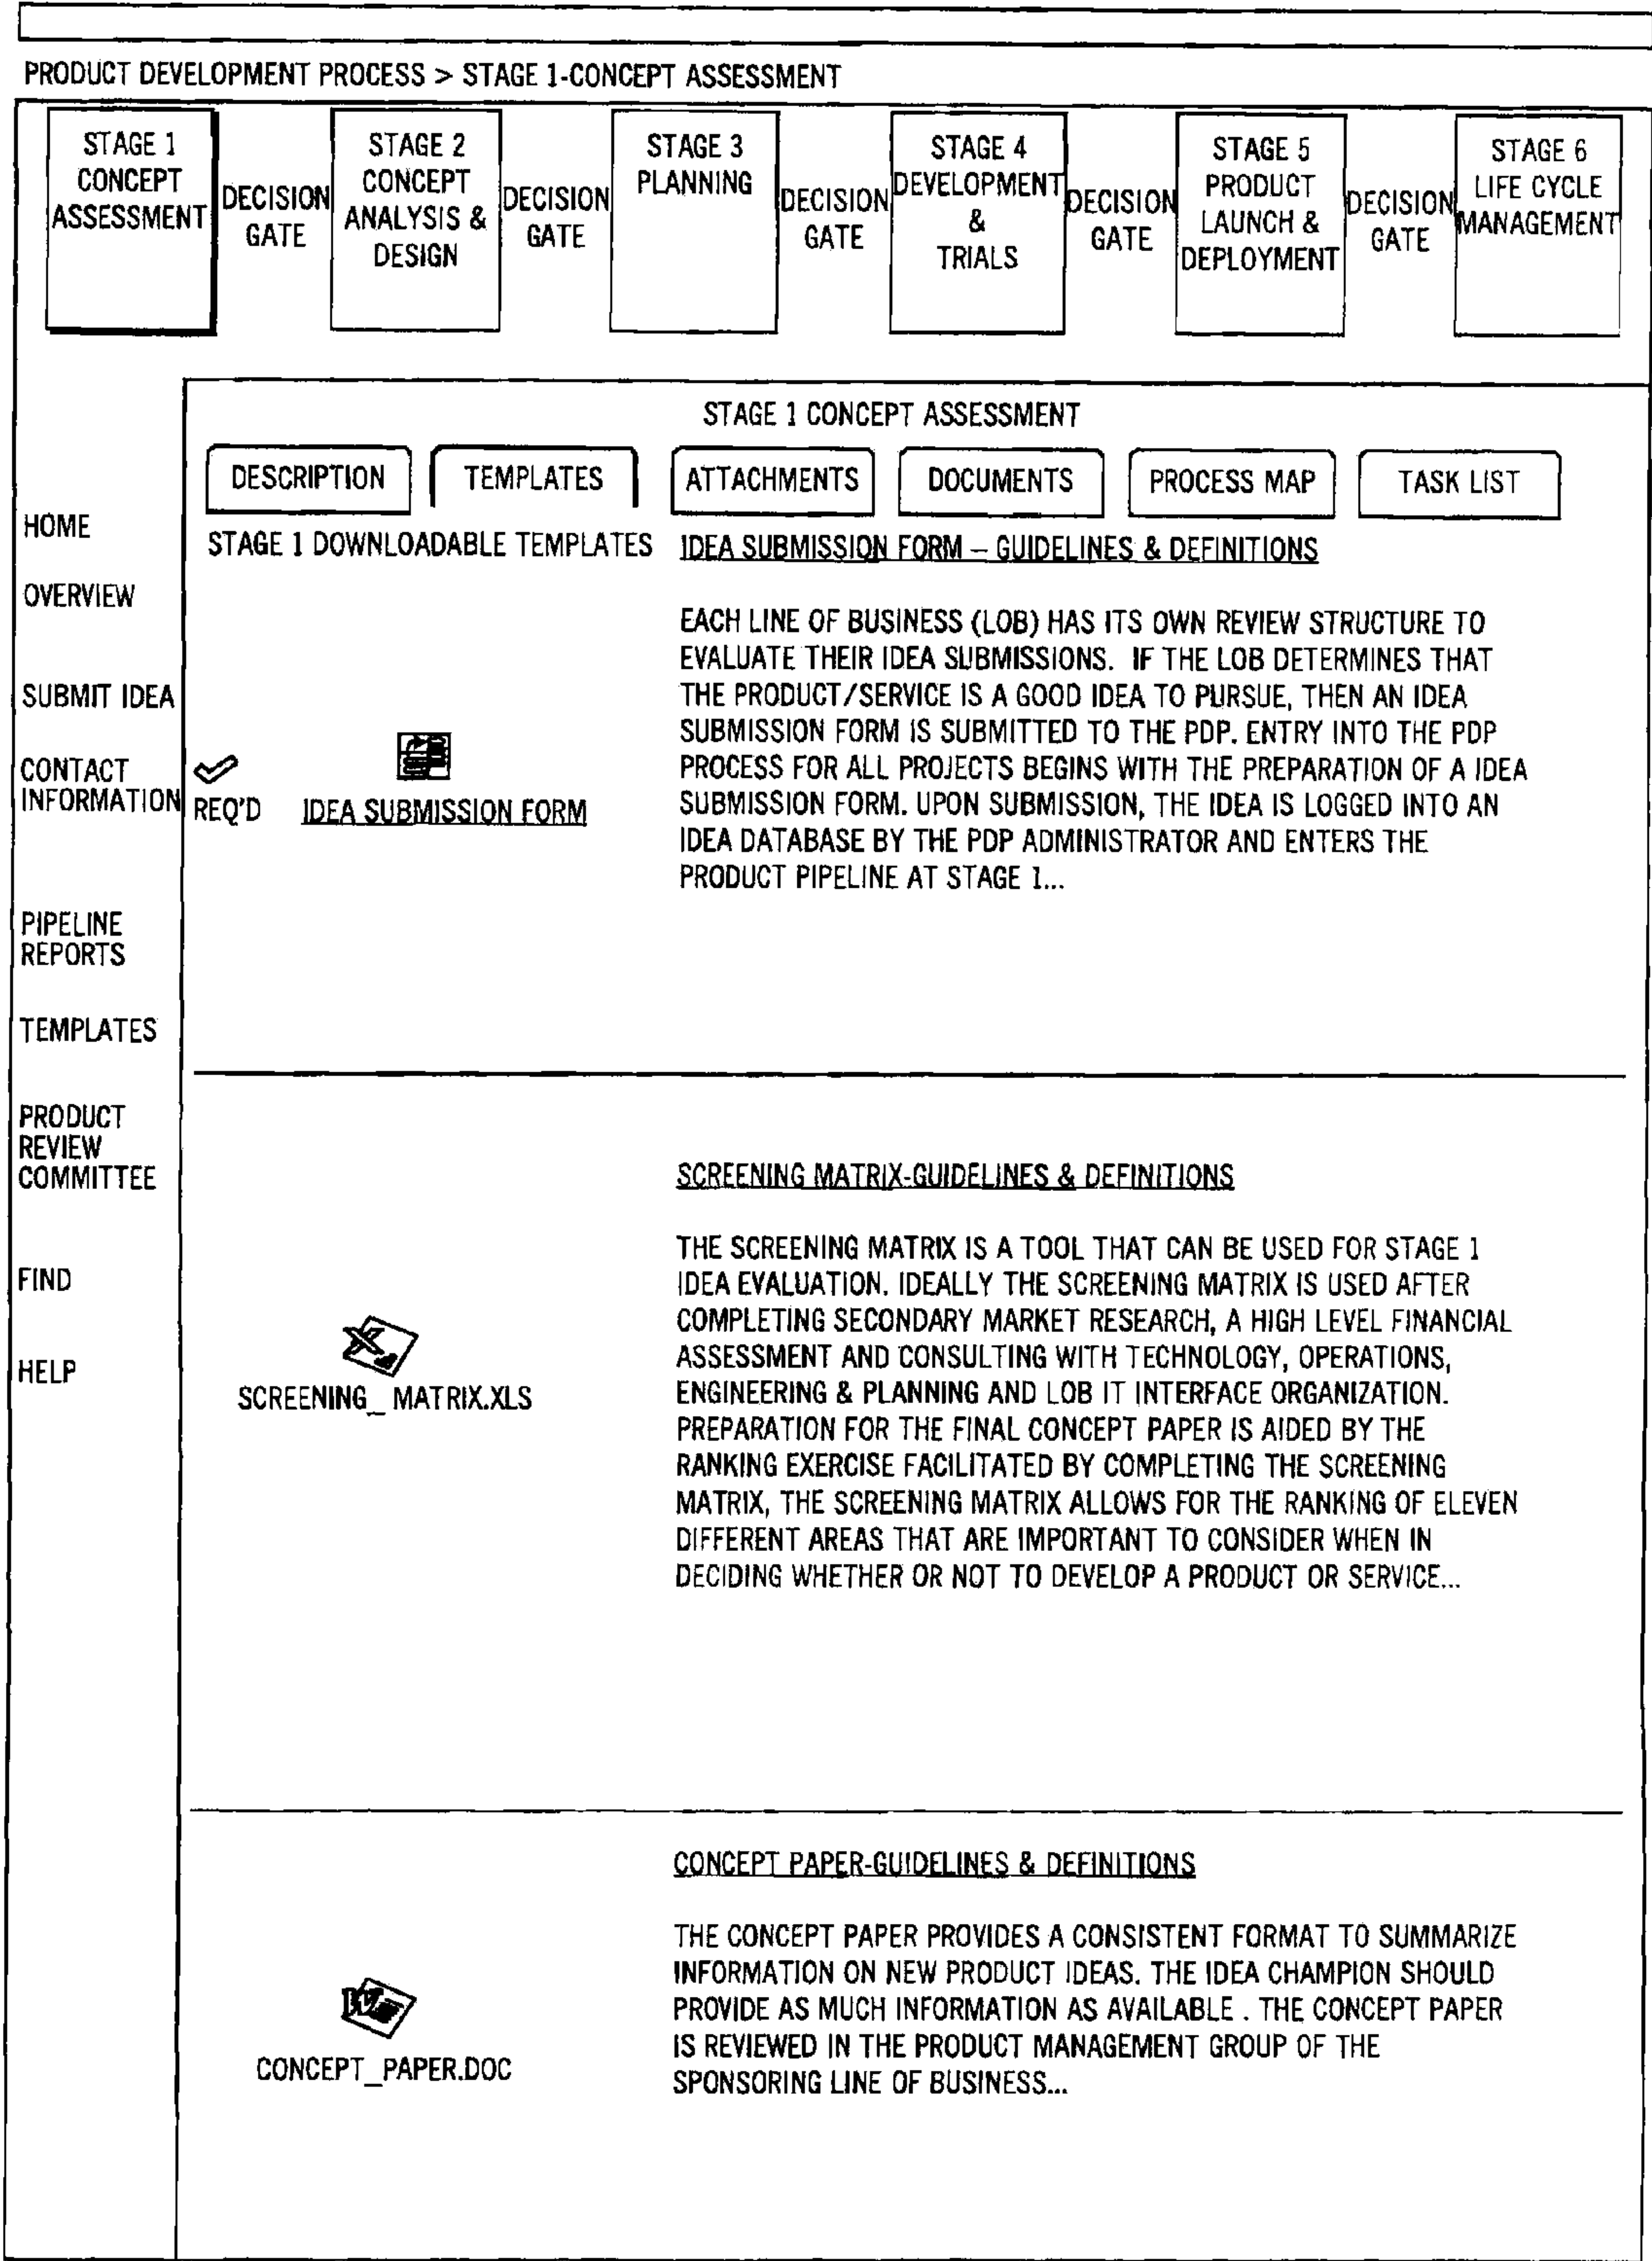 PRODUCT DEVELOPMENT PROCESS > STAGE 1-CONCEPT ASSESSMENT
STAGE 1
CONCEPT
ASSESSMENT
DECISION
GATE
STAGE 2
CONCEPT
ANALYSIS &
DESIGN
DECISION
GATE
STAGE 3
PLANNING
DECISION
GATE
STAGE 4
DEVELOPMENT
&
TRIALS
DECISION
GATE
STAGE 5
PRODUCT
LAUNCH &
DEPLOYMENT
DECISION
GATE
STAGE 6
LIFE CYCLE
MANAGEMENT
HOME
OVERVIEW
SUBMIT IDEA
CONTACT
INFORMATION
PIPELINE
REPORTS
TEMPLATES
PRODUCT
REVIEW
COMMITTEE
FIND
HELP
STAGE 1 CONCEPT ASSESSMENT
DESCRIPTION
TEMPLATES
ATTACHMENTS
DOCUMENTS
PROCESS MAP
TASK LIST
STAGE 1 DOWNLOADABLE TEMPLATES
REQ'D
IDEA SUBMISSION FORM
IDEA SUBMISSION FORM – GUIDELINES & DEFINITIONS
EACH LINE OF BUSINESS (LOB) HAS ITS OWN REVIEW STRUCTURE TO
EVALUATE THEIR IDEA SUBMISSIONS. IF THE LOB DETERMINES THAT
THE PRODUCT/SERVICE IS A GOOD IDEA TO PURSUE, THEN AN IDEA
SUBMISSION FORM IS SUBMITTED TO THE PDP. ENTRY INTO THE PDP
PROCESS FOR ALL PROJECTS BEGINS WITH THE PREPARATION OF A IDEA
SUBMISSION FORM. UPON SUBMISSION, THE IDEA IS LOGGED INTO AN
IDEA DATABASE BY THE PDP ADMINISTRATOR AND ENTERS THE
PRODUCT PIPELINE AT STAGE 1...
SCREENING_ MATRIX.XLS
SCREENING MATRIX-GUIDELINES & DEFINITIONS
THE SCREENING MATRIX IS A TOOL THAT CAN BE USED FOR STAGE 1
IDEA EVALUATION. IDEALLY THE SCREENING MATRIX IS USED AFTER
COMPLETING SECONDARY MARKET RESEARCH, A HIGH LEVEL FINANCIAL
ASSESSMENT AND CONSULTING WITH TECHNOLOGY, OPERATIONS,
ENGINEERING & PLANNING AND LOB IT INTERFACE ORGANIZATION.
PREPARATION FOR THE FINAL CONCEPT PAPER IS AIDED BY THE
RANKING EXERCISE FACILITATED BY COMPLETING THE SCREENING
MATRIX, THE SCREENING MATRIX ALLOWS FOR THE RANKING OF ELEVEN
DIFFERENT AREAS THAT ARE IMPORTANT TO CONSIDER WHEN IN
DECIDING WHETHER OR NOT TO DEVELOP A PRODUCT OR SERVICE...
CONCEPT_PAPER.DOC
CONCEPT PAPER-GUIDELINES & DEFINITIONS
THE CONCEPT PAPER PROVIDES A CONSISTENT FORMAT TO SUMMARIZE
INFORMATION ON NEW PRODUCT IDEAS. THE IDEA CHAMPION SHOULD
PROVIDE AS MUCH INFORMATION AS AVAILABLE . THE CONCEPT PAPER
IS REVIEWED IN THE PRODUCT MANAGEMENT GROUP OF THE
SPONSORING LINE OF BUSINESS...